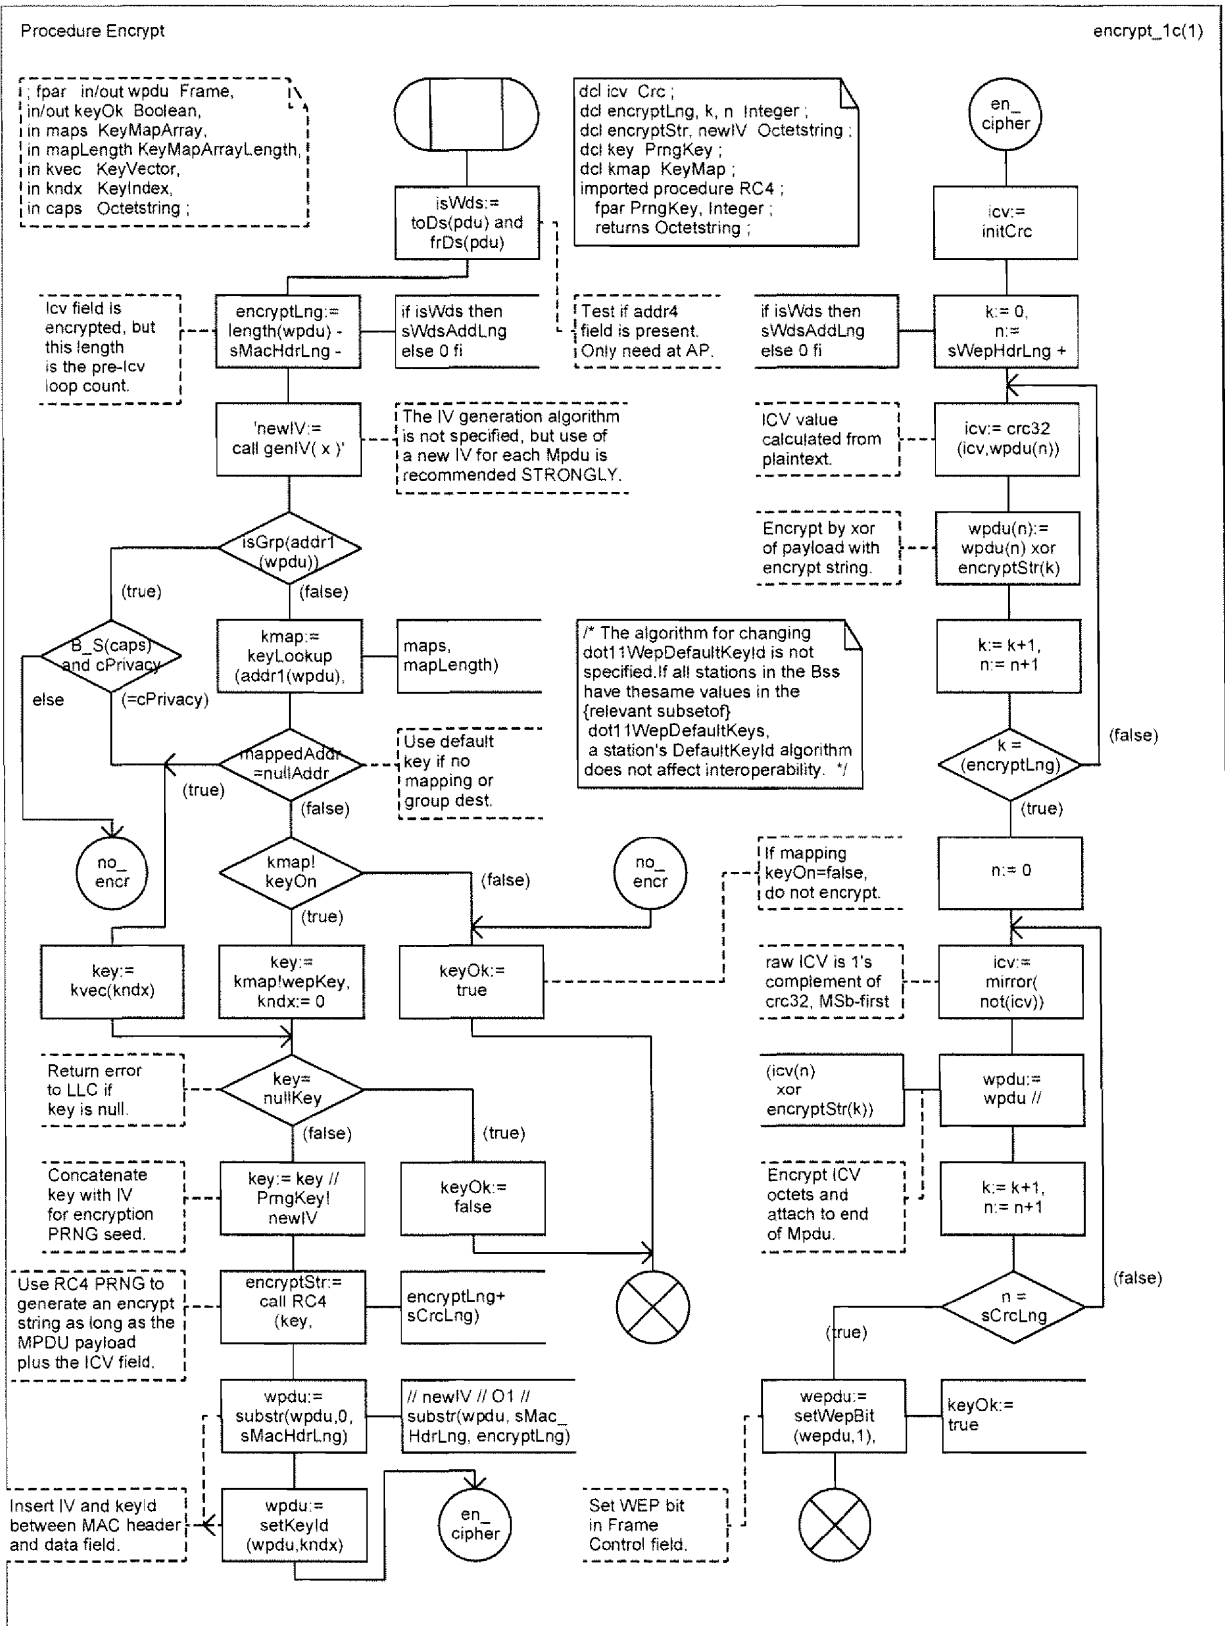 Procedure Encrypt
encrypt_1c(1)
; fpar in/out wpdu Frame,
in/out keyOk Boolean,
in maps KeyMapArray,
in mapLength KeyMapArrayLength,
in kvec KeyVector,
in kndx KeyIndex,
in caps Octetstring ;
dcl icv Crc ;
dcl encryptLng, k, n Integer ;
dcl encryptStr, newIV Octetstring ;
dcl key PrngKey ;
dcl kmap KeyMap ;
imported procedure RC4 ;
fpar PrngKey, Integer ;
returns Octetstring ;
en_
cipher
isWds:=
toDs(pdu) and
frDs(pdu)
icv:=
initCrc
Icv field is
encrypted, but
this length
is the pre-Icv
loop count.
encryptLng:=
length(wpdu) -
sMacHdrLng -
if isWds then
sWdsAddLng
else 0 fi
Test if addr4
field is present.
Only need at AP.
if isWds then
sWdsAddLng
else 0 fi
k:= 0,
n:=
sWepHdrLng +
'newIV:=
call genIV( x )'
The IV generation algorithm
is not specified, but use of
a new IV for each Mpdu is
recommended STRONGLY.
ICV value
calculated from
plaintext.
icv:= crc32
(icv,wpdu(n))
isGrp(addr1
(wpdu))
(true)
(false)
Encrypt by xor
of payload with
encrypt string.
wpdu(n):=
wpdu(n) xor
encryptStr(k)
B_S(caps)
and cPrivacy
else
(=cPrivacy)
kmap:=
keyLookup
(addr1(wpdu),
maps,
mapLength)
/* The algorithm for changing
dot11WepDefaultKeyId is not
specified.If all stations in the Bss
have thesame values in the
{relevant subsetof}
dot11WepDefaultKeys,
a station's DefaultKeyId algorithm
does not affect interoperability. */
k:= k+1,
n:= n+1
mappedAddr
=nullAddr
(true)
(false)
Use default
key if no
mapping or
group dest.
k =
(encryptLng)
(false)
(true)
no_
encr
kmap!
keyOn
(false)
(true)
no_
encr
If mapping
keyOn=false,
do not encrypt.
n:= 0
key:=
kvec(kndx)
key:=
kmap!wepKey,
kndx:= 0
keyOk:=
true
raw ICV is 1's
complement of
crc32, MSb-first
icv:=
mirror(
not(icv))
Return error
to LLC if
key is null.
key=
nullKey
(false)
(true)
(icv(n)
xor
encryptStr(k))
wpdu:=
wpdu //
Concatenate
key with IV
for encryption
PRNG seed.
key:= key //
PrngKey!
newIV
keyOk:=
false
Encrypt ICV
octets and
attach to end
of Mpdu.
k:= k+1,
n:= n+1
Use RC4 PRNG to
generate an encrypt
string as long as the
MPDU payload
plus the ICV field.
encryptStr:=
call RC4
(key,
encryptLng+
sCrcLng)
n =
sCrcLng
(false)
(true)
wpdu:=
substr(wpdu,0,
sMacHdrLng)
// newIV // O1 //
substr(wpdu, sMac_
HdrLng, encryptLng)
wepdu:=
setWepBit
(wepdu,1),
keyOk:=
true
Insert IV and keyId
between MAC header
and data field.
wpdu:=
setKeyId
(wpdu,kndx)
en_
cipher
Set WEP bit
in Frame
Control field.